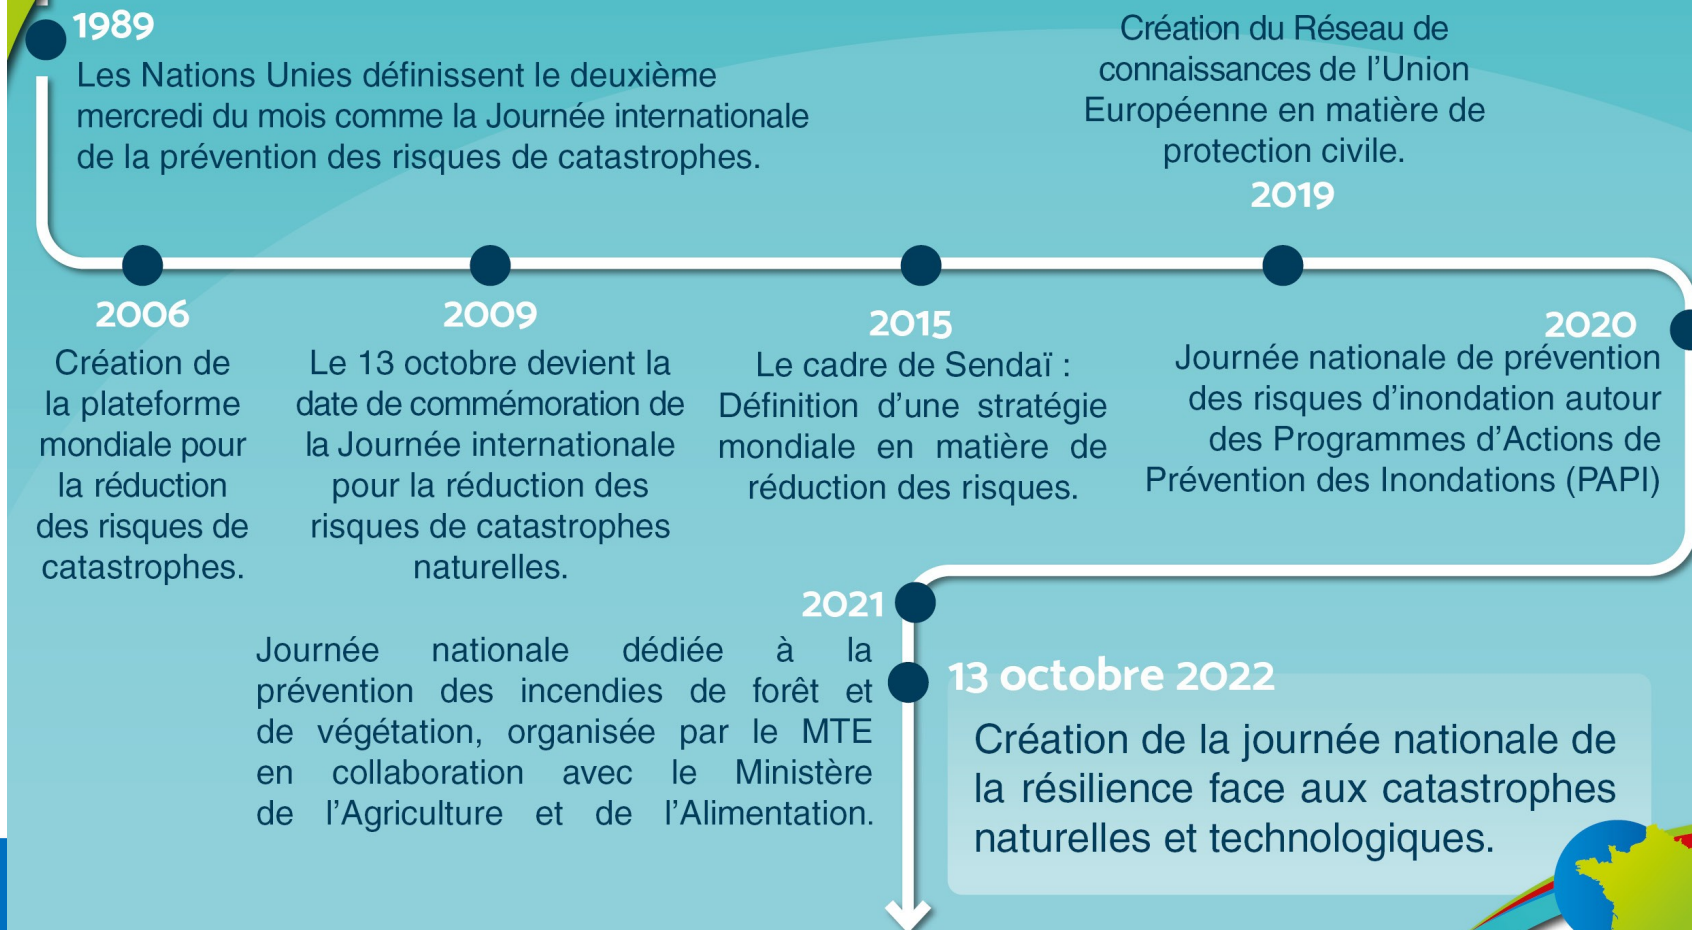 1989
Les Nations Unies définissent le deuxième
mercredi du mois comme la Journée internationale
de la prévention des risques de catastrophes.
2006
Création de
la plateforme
mondiale pour
la réduction
des risques de
catastrophes.
2009
Le 13 octobre devient la
date de commémoration de
la Journée internationale
pour la réduction des
risques de catastrophes
naturelles.
2015
Le cadre de Sendaï :
Définition d’une stratégie
mondiale en matière de
réduction des risques.
Création du Réseau de
connaissances de l’Union
Européenne en matière de
protection civile.
2019
2020
Journée nationale de prévention
des risques d’inondation autour
des Programmes d’Actions de
Prévention des Inondations (PAPI)
2021
Journée nationale dédiée à la
prévention des incendies de forêt et
de végétation, organisée par le MTE
en collaboration avec le Ministère
de l’Agriculture et de l’Alimentation.
13 octobre 2022
Création de la journée nationale de
la résilience face aux catastrophes
naturelles et technologiques.